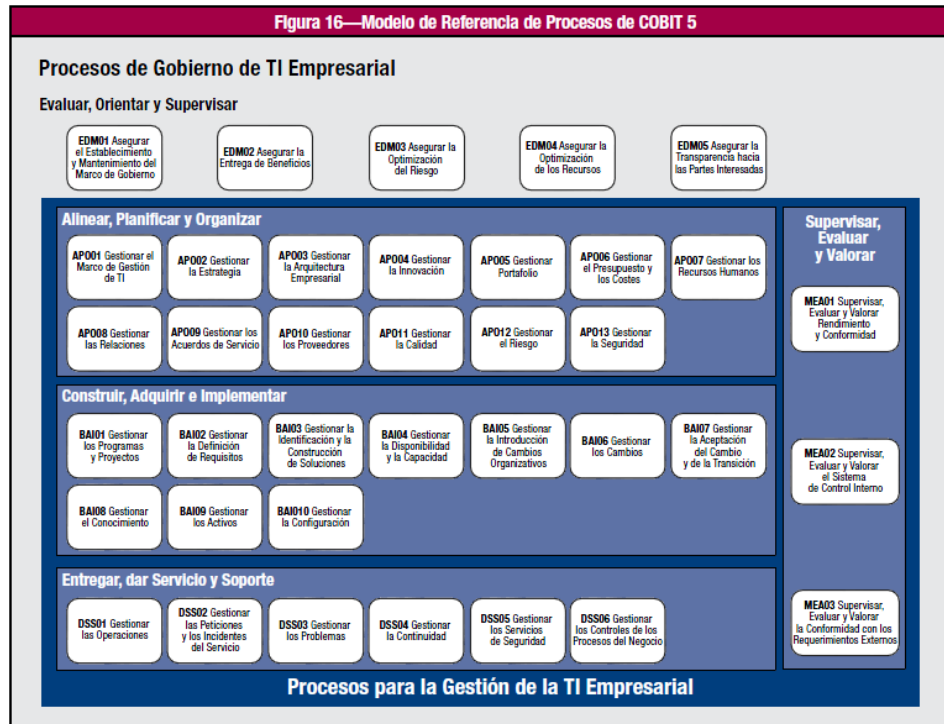 Figura 16—Modelo de Referencia de Procesos de COBIT 5
Procesos de Gobierno de TI Empresarial
Evaluar, Orientar y Supervisar
EDM01 Asegurar
el Establecimiento
y Mantenimiento del
Marco de Gobierno
EDM02 Asegurar la
Entrega de Beneficios
EDM03 Asegurar la
Optimización
del Riesgo
EDM04 Asegurar la
Optimización
de los Recursos
EDM05 Asegurar la
Transparencia hacia
las Partes Interesadas
Alinear, Planificar y Organizar
APO01 Gestionar el
Marco de Gestión
de TI
APO02 Gestionar
la Estrategia
APO03 Gestionar
la Arquitectura
Empresarial
APO04 Gestionar
la Innovación
APO05 Gestionar
Portafolio
APO06 Gestionar
el Presupuesto y
los Costes
APO07 Gestionar los
Recursos Humanos
APO08 Gestionar
las Relaciones
APO09 Gestionar los
Acuerdos de Servicio
APO10 Gestionar
los Proveedores
APO11 Gestionar
la Calidad
APO12 Gestionar
el Riesgo
APO13 Gestionar
la Seguridad
Construir, Adquirir e Implementar
BAI01 Gestionar
los Programas
y Proyectos
BAI02 Gestionar
la Definición
de Requisitos
BAI03 Gestionar la
Identificación y la
Construcción
de Soluciones
BAI04 Gestionar
la Disponibilidad
y la Capacidad
BAI05 Gestionar
la Introducción
de Cambios
Organizativos
BAI06 Gestionar
los Cambios
BAI07 Gestionar
la Aceptación
del Cambio
y de la Transición
BAI08 Gestionar
el Conocimiento
BAI09 Gestionar
los Activos
BAI010 Gestionar
la Configuración
Entregar, dar Servicio y Soporte
DSS01 Gestionar
las Operaciones
DSS02 Gestionar
las Peticiones
y los Incidentes
del Servicio
DSS03 Gestionar
los Problemas
DSS04 Gestionar
la Continuidad
DSS05 Gestionar
los Servicios
de Seguridad
DSS06 Gestionar
los Controles de los
Procesos del Negocio
Supervisar,
Evaluar
y Valorar
MEA01 Supervisar,
Evaluar y Valorar
Rendimiento
y Conformidad
MEA02 Supervisar,
Evaluar y Valorar
el Sistema
de Control Interno
MEA03 Supervisar,
Evaluar y Valorar
la Conformidad con los
Requerimientos Externos
Procesos para la Gestión de la TI Empresarial